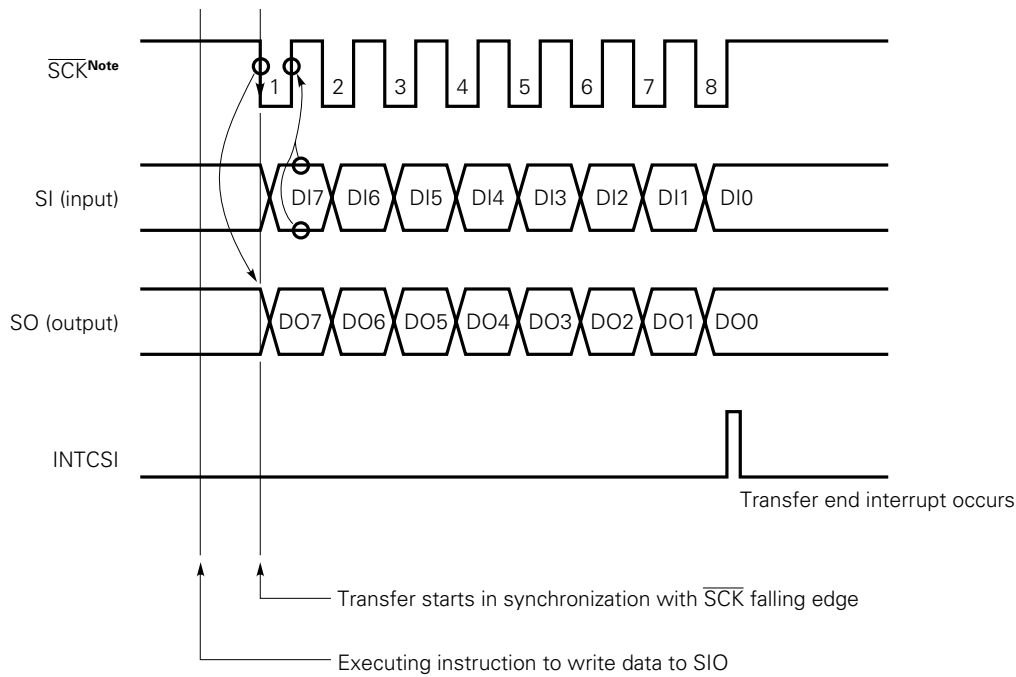 SCK Note
1 2 3 4 5 6 7 8
SI (input)
DI7 DI6 DI5 DI4 DI3 DI2 DI1 DI0
SO (output)
DO7 DO6 DO5 DO4 DO3 DO2 DO1 DO0
INTCSI
Transfer end interrupt occurs
Transfer starts in synchronization with SCK falling edge
Executing instruction to write data to SIO